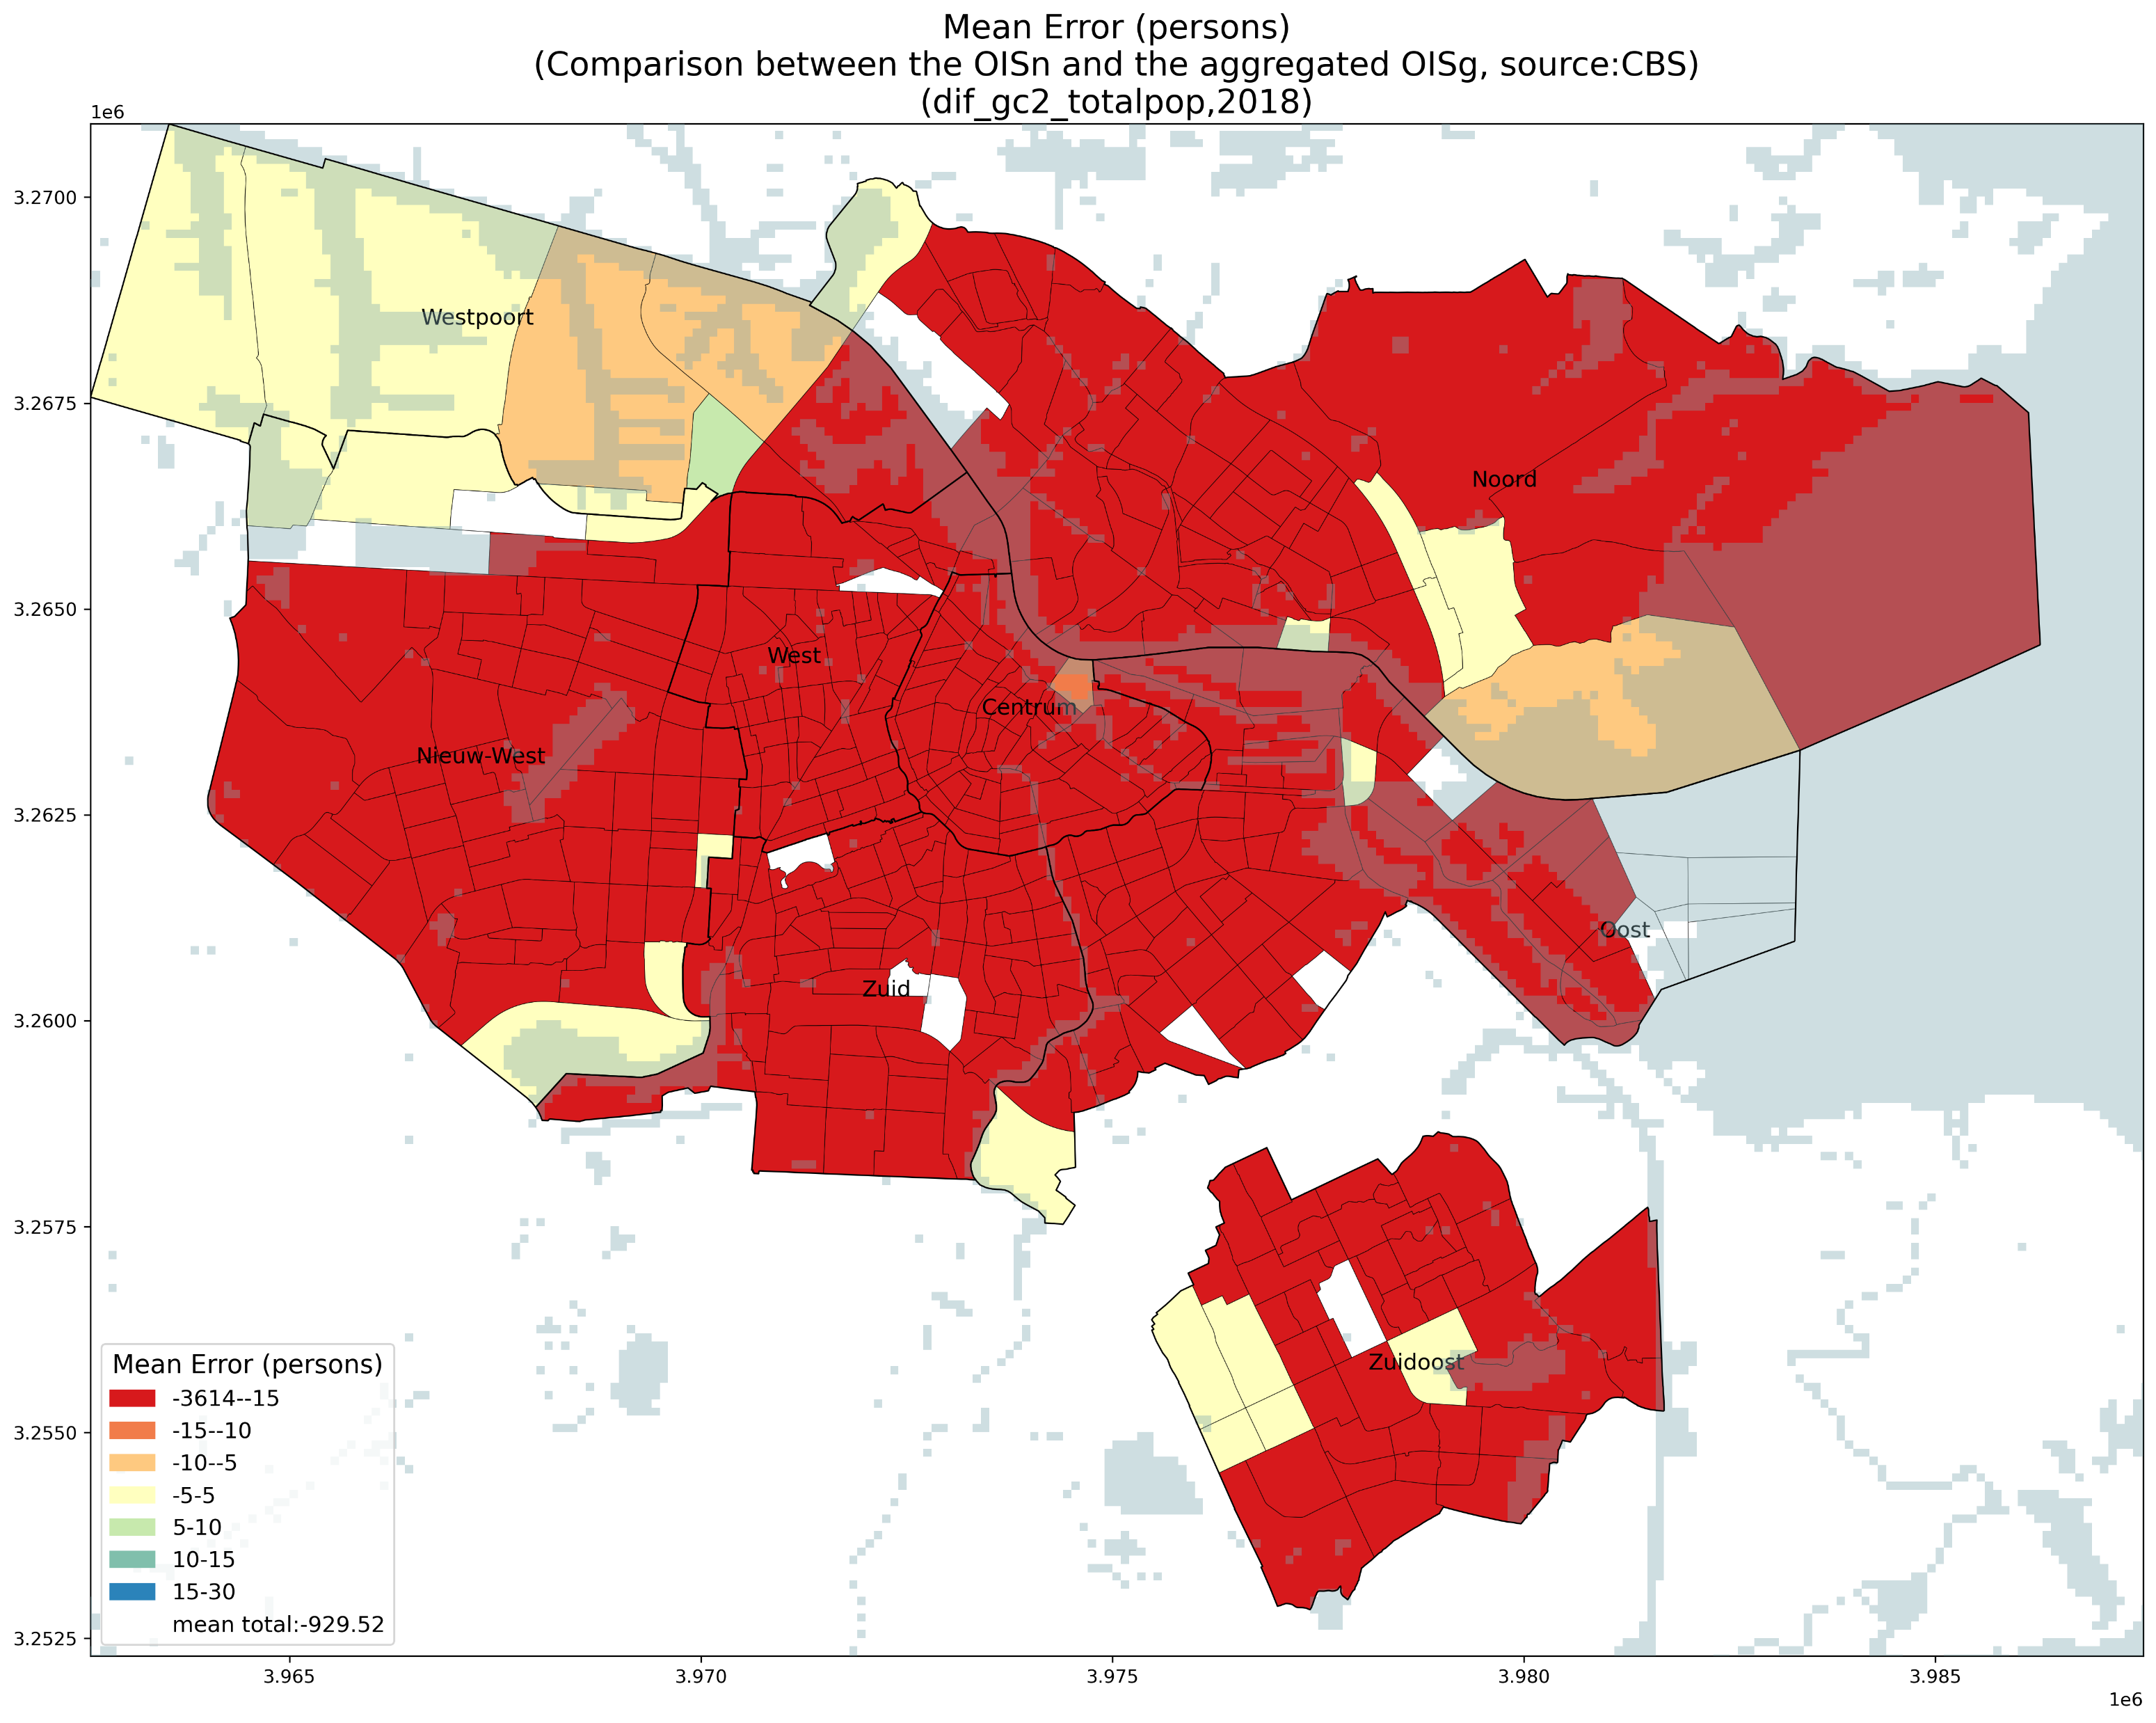 Mean Error (persons)
(Comparison between the OISn and the aggregated OISg, source:CBS)
(dif_gc2_totalpop,2018)
1e6
3.2700
3.2675
3.2650
3.2625
3.2600
3.2575
3.2550
3.2525
Westpoort
Noord
West
Centrum
Nieuw-West
Oost
Zuid
Zuidoost
Mean Error (persons)
-3614--15
-15--10
-10--5
-5-5
5-10
10-15
15-30
mean total:-929.52
3.965 3.970 3.975 3.980 3.985
1e6